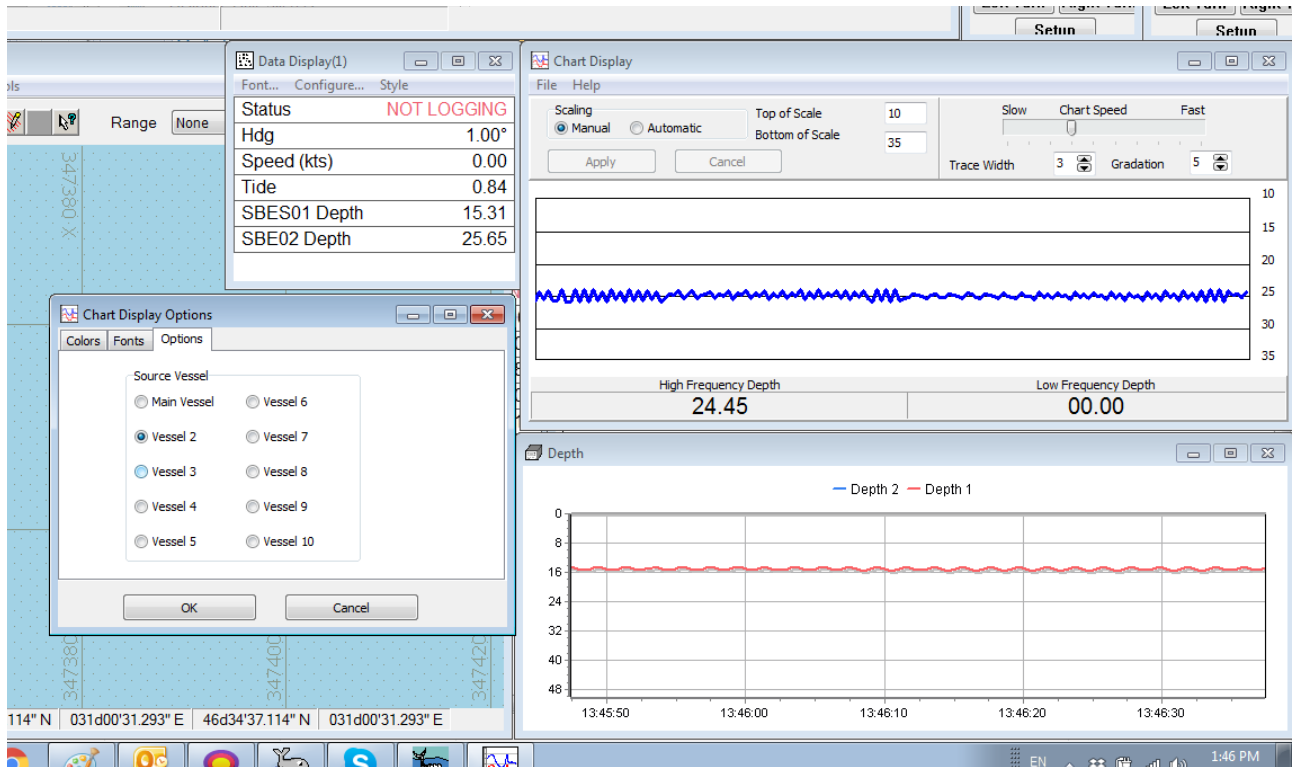 Setup
Setup
Data Display(1)
Font... Configure... Style
Status NOT LOGGING
Hdg 1.00°
Speed (kts) 0.00
Tide 0.84
SBES01 Depth 15.31
SBE02 Depth 25.65
Range None
347380 X
Chart Display
File Help
Scaling
Manual Automatic
Apply Cancel
Top of Scale 10
Bottom of Scale 35
Slow Chart Speed Fast
Trace Width 3 Gradation 5
10
15
20
25
30
35
High Frequency Depth Low Frequency Depth
24.45 00.00
Chart Display Options
Colors Fonts Options
Source Vessel
Main Vessel Vessel 6
Vessel 2 Vessel 7
Vessel 3 Vessel 8
Vessel 4 Vessel 9
Vessel 5 Vessel 10
OK Cancel
Depth
Depth 2 Depth 1
0
8
16
24
32
40
48
13:45:50 13:46:00 13:46:10 13:46:20 13:46:30
347380
347400
347420
114" N 031d00'31.293" E 46d34'37.114" N 031d00'31.293" E
EN 1:46 PM